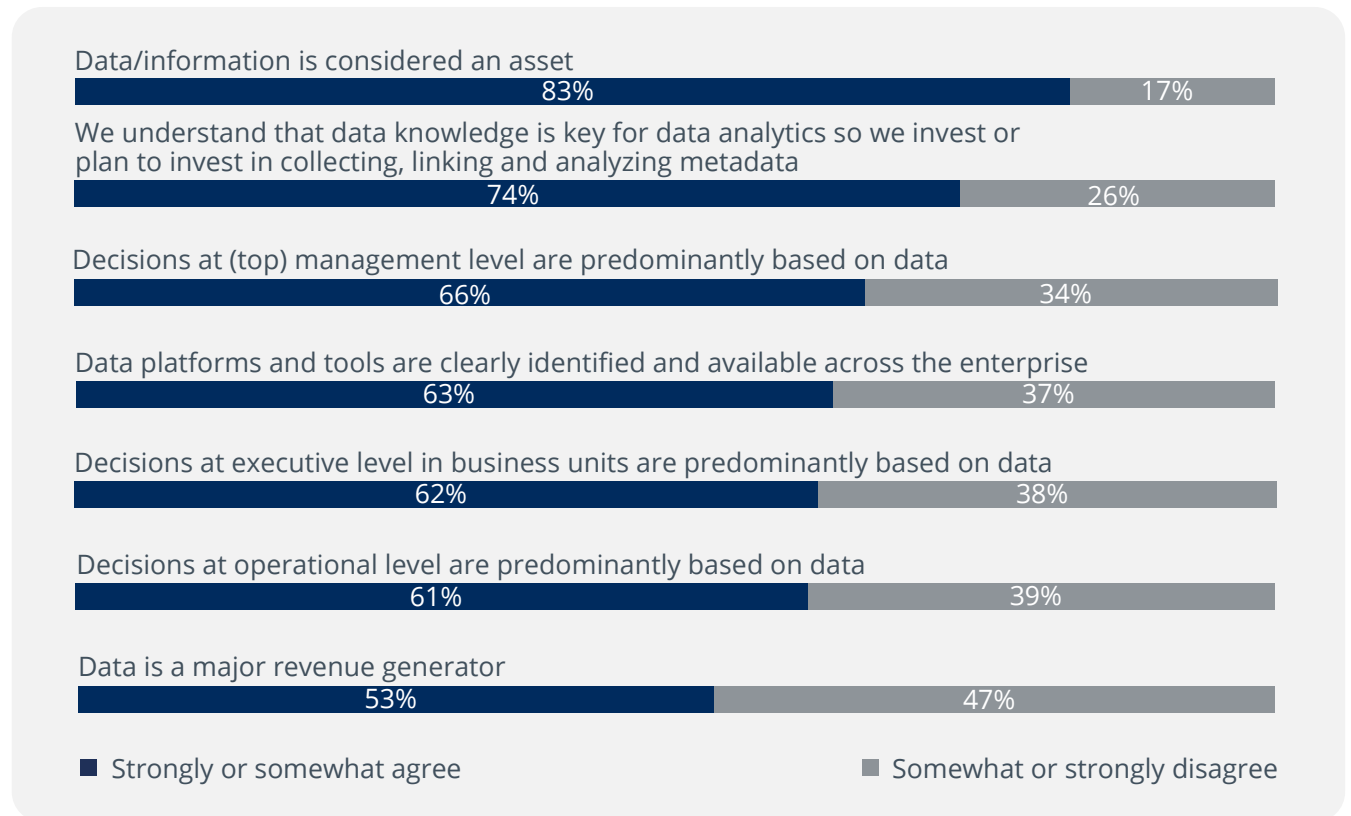 Data/information is considered an asset
83% 17%
We understand that data knowledge is key for data analytics so we invest or
plan to invest in collecting, linking and analyzing metadata
74% 26%
Decisions at (top) management level are predominantly based on data
66% 34%
Data platforms and tools are clearly identified and available across the enterprise
63% 37%
Decisions at executive level in business units are predominantly based on data
62% 38%
Decisions at operational level are predominantly based on data
61% 39%
Data is a major revenue generator
53% 47%
Strongly or somewhat agree Somewhat or strongly disagree